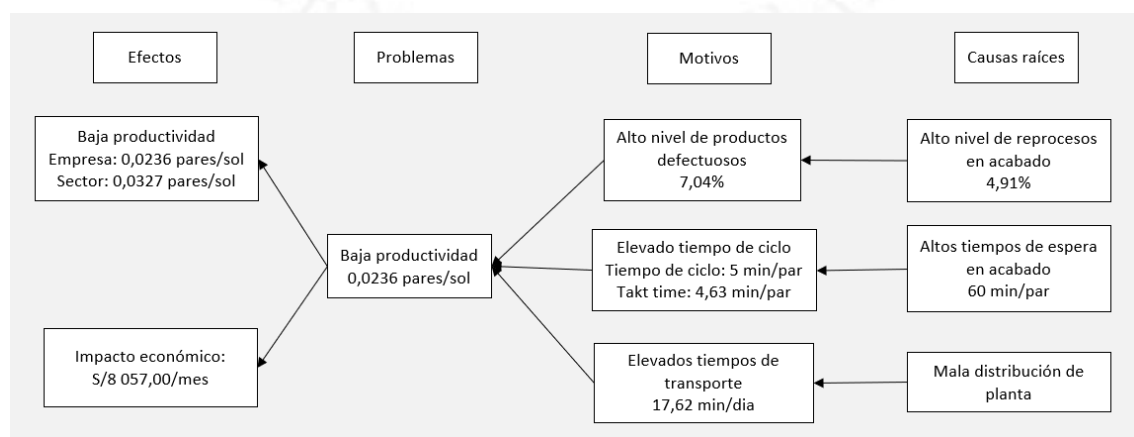 Efectos
Problemas
Motivos
Causas raíces
Baja productividad
Empresa: 0,0236 pares/sol
Sector: 0,0327 pares/sol
Impacto económico:
S/8 057,00/mes
Baja productividad
0,0236 pares/sol
Alto nivel de productos
defectuosos
7,04%
Elevado tiempo de ciclo
Tiempo de ciclo: 5 min/par
Takt time: 4,63 min/par
Elevados tiempos de
transporte
17,62 min/dia
Alto nivel de reprocesos
en acabado
4,91%
Altos tiempos de espera
en acabado
60 min/par
Mala distribución de
planta